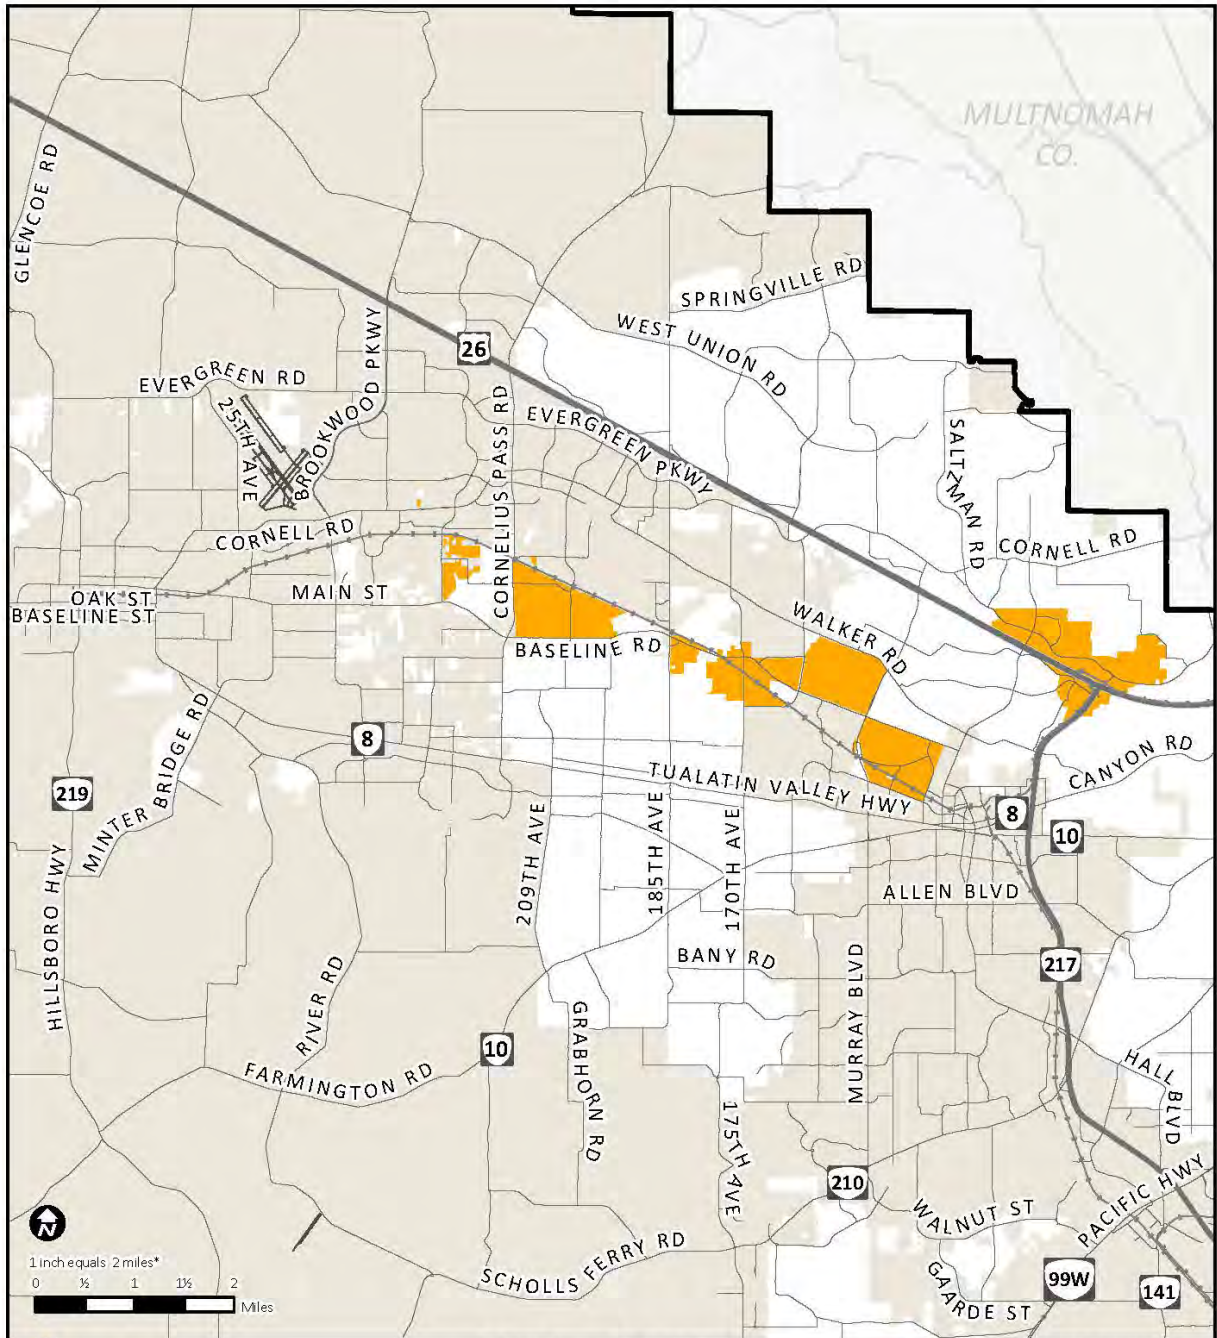 MULTNOMAH
CO.
GLENCOE RD
SPRINGVILLE RD
WEST UNION RD
26
EVERGREEN RD
25TH AVE
BROOKWOOD PKWY
CORNELIUS PASS RD
EVERGREEN PKWY
SALTZMAN RD
CORNELL RD
CORNELL RD
OAK ST
MAIN ST
BASELINE ST
BASELINE RD
WALKER RD
8
219
MINTER BRIDGE RD
TUALATIN VALLEY HWY
CANYON RD
8
10
209TH AVE
185TH AVE
170TH AVE
ALLEN BLVD
HILLSBORO HWY
RIVER RD
BANY RD
MURRAY BLVD
217
10
FARMINGTON RD
GRABHORN RD
HALL BLVD
175TH AVE
210
WALNUT ST
PACIFIC HWY
N
SCHOLLS FERRY RD
GAARDE ST
99W
141
1 inch equals 2 miles*
0 ½ 1 1½ 2
Miles